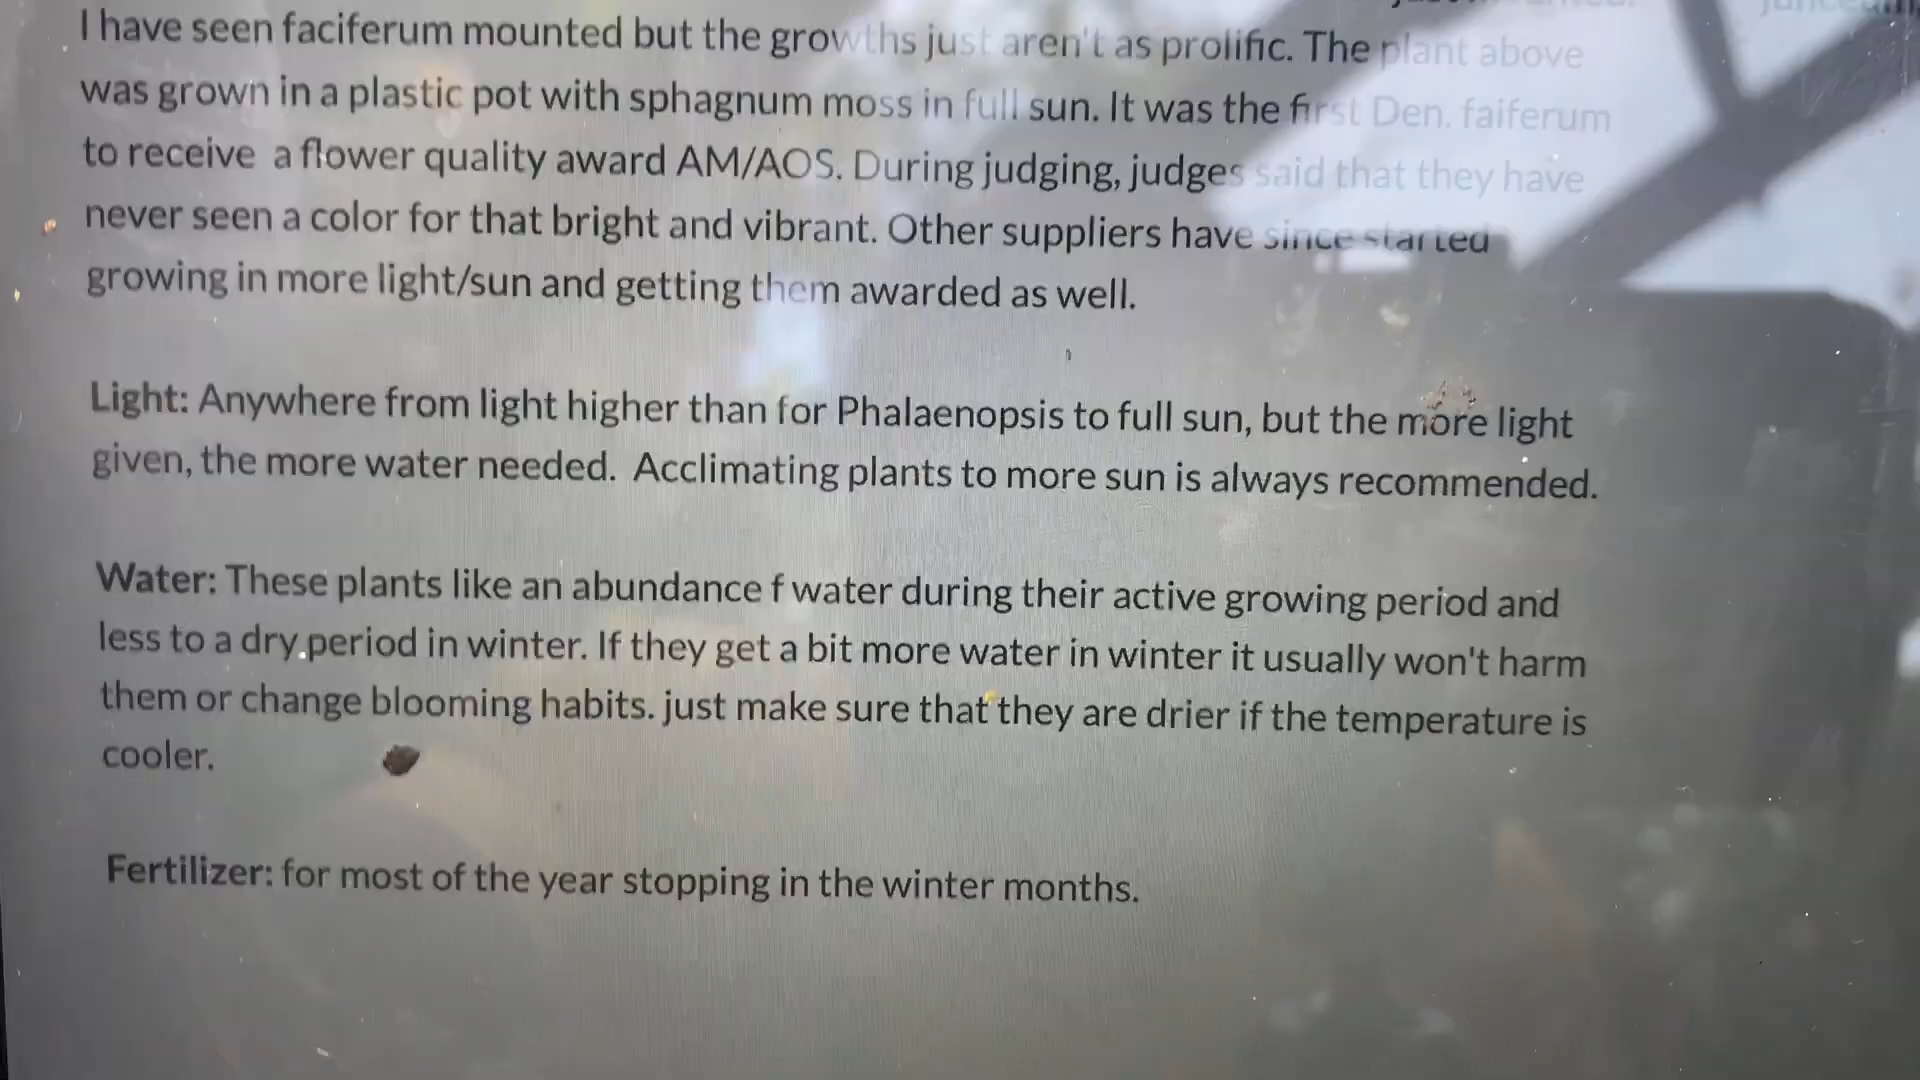 I have seen faciferum mounted but the growths just aren't as prolific. The plant above
was grown in a plastic pot with sphagnum moss in full sun. It was the first Den. faiferum
to receive a flower quality award AM/AOS. During judging, judges said that they have
never seen a color for that bright and vibrant. Other suppliers have since started
growing in more light/sun and getting them awarded as well.
Light: Anywhere from light higher than for Phalaenopsis to full sun, but the more light
given, the more water needed. Acclimating plants to more sun is always recommended.
Water: These plants like an abundance f water during their active growing period and
less to a dry period in winter. If they get a bit more water in winter it usually won't harm
them or change blooming habits. just make sure that they are drier if the temperature is
cooler.
Fertilizer: for most of the year stopping in the winter months.